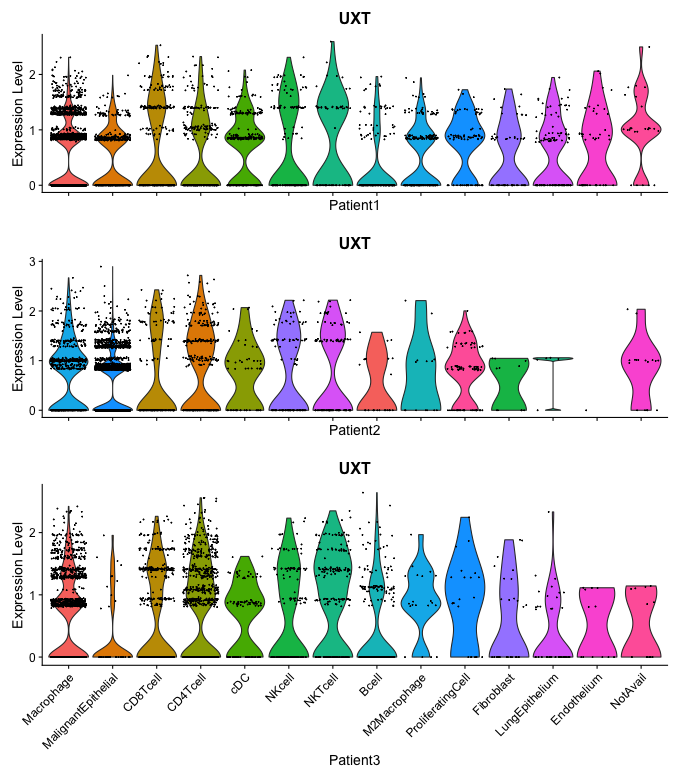 UXT
Expression Level
2
1
0
Patient1
UXT
Expression Level
3
2
1
0
Patient2
UXT
Expression Level
2
1
0
Macrophage
MalignantEpithelial
CD8Tcell
CD4Tcell
cDC
NKcell
NKTcell
Bcell
M2Macrophage
ProliferatingCell
Fibroblast
LungEpithelium
Endothelium
NotAvail
Patient3